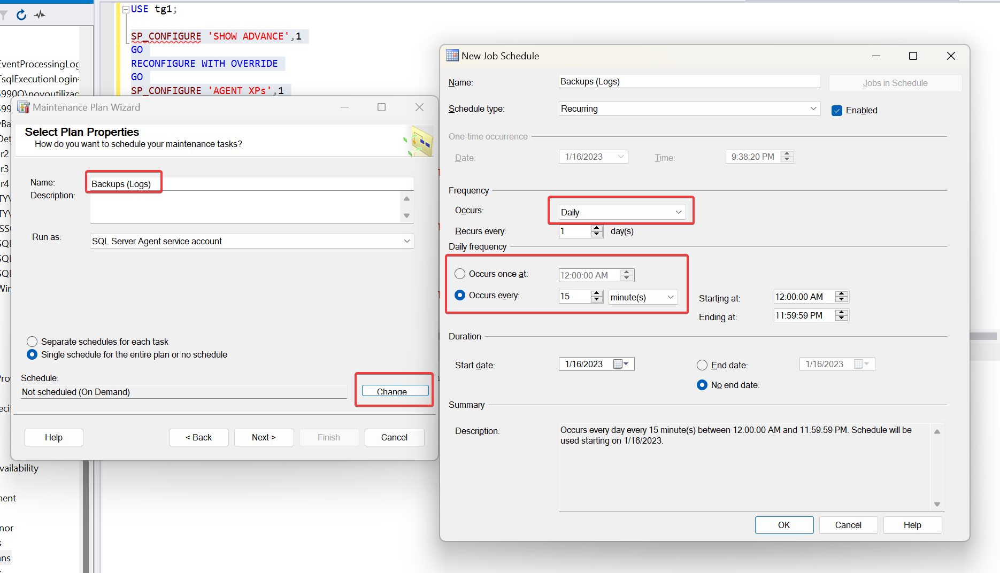 USE tg1;
SP_CONFIGURE 'SHOW ADVANCE',1
GO
RECONFIGURE WITH OVERRIDE
GO
SP_CONFIGURE 'AGENT XPs',1
EventProcessingLog
TsqlExecutionLogin
990Q\novoutilizac
Maintenance Plan Wizard
Select Plan Properties
How do you want to schedule your maintenance tasks?
Name:
Backups (Logs)
Description:
Run as:
SQL Server Agent service account
Separate schedules for each task
Single schedule for the entire plan or no schedule
Schedule:
Not scheduled (On Demand)
Change
Help
< Back
Next >
Finish
Cancel
vailability
nent
nor
s
ans
New Job Schedule
Name:
Backups (Logs)
Jobs in Schedule
Schedule type:
Recurring
Enabled
One-time occurrence
Date:
1/16/2023
Time:
9:38:20 PM
Frequency
Occurs:
Daily
Recurs every:
1
day(s)
Daily frequency
Occurs once at:
12:00:00 AM
Occurs every:
15
minute(s)
Starting at:
12:00:00 AM
Ending at:
11:59:59 PM
Duration
Start date:
1/16/2023
End date:
1/16/2023
No end date:
Summary
Description:
Occurs every day every 15 minute(s) between 12:00:00 AM and 11:59:59 PM. Schedule will be
used starting on 1/16/2023.
OK
Cancel
Help